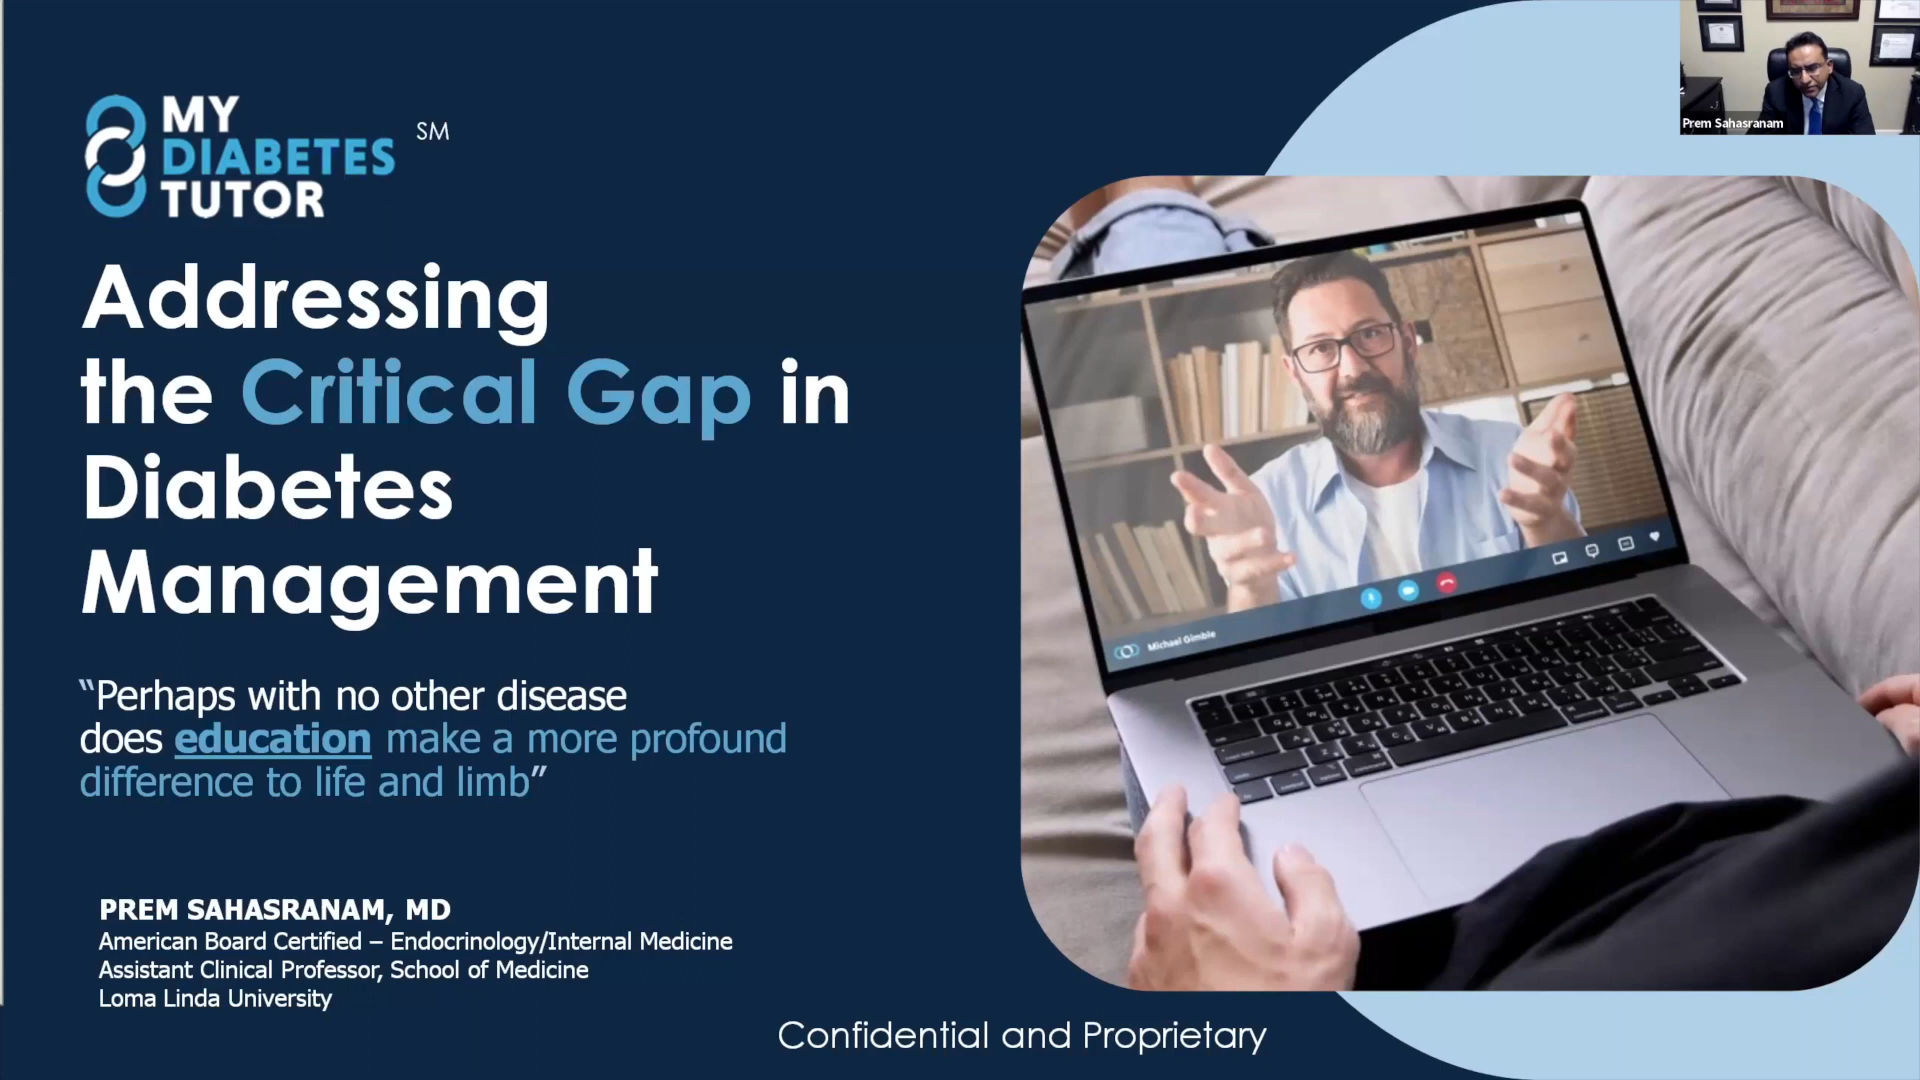 MY
DIABETES
TUTOR
SM
Prem Sahasranam
Addressing
the Critical Gap in
Diabetes
Management
“Perhaps with no other disease
does education make a more profound
difference to life and limb”
Michael Gimble
PREM SAHASRANAM, MD
American Board Certified – Endocrinology/Internal Medicine
Assistant Clinical Professor, School of Medicine
Loma Linda University
Confidential and Proprietary